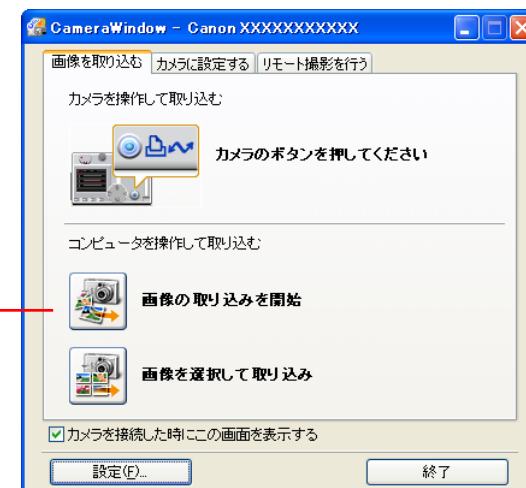 CameraWindow - Canon XXXXXXXXXXX
画像を取り込む カメラに設定する リモート撮影を行う
カメラを操作して取り込む
カメラのボタンを押してください
コンピュータを操作して取り込む
画像の取り込みを開始
画像を選択して取り込み
カメラを接続した時にこの画面を表示する
設定(F)... 終了